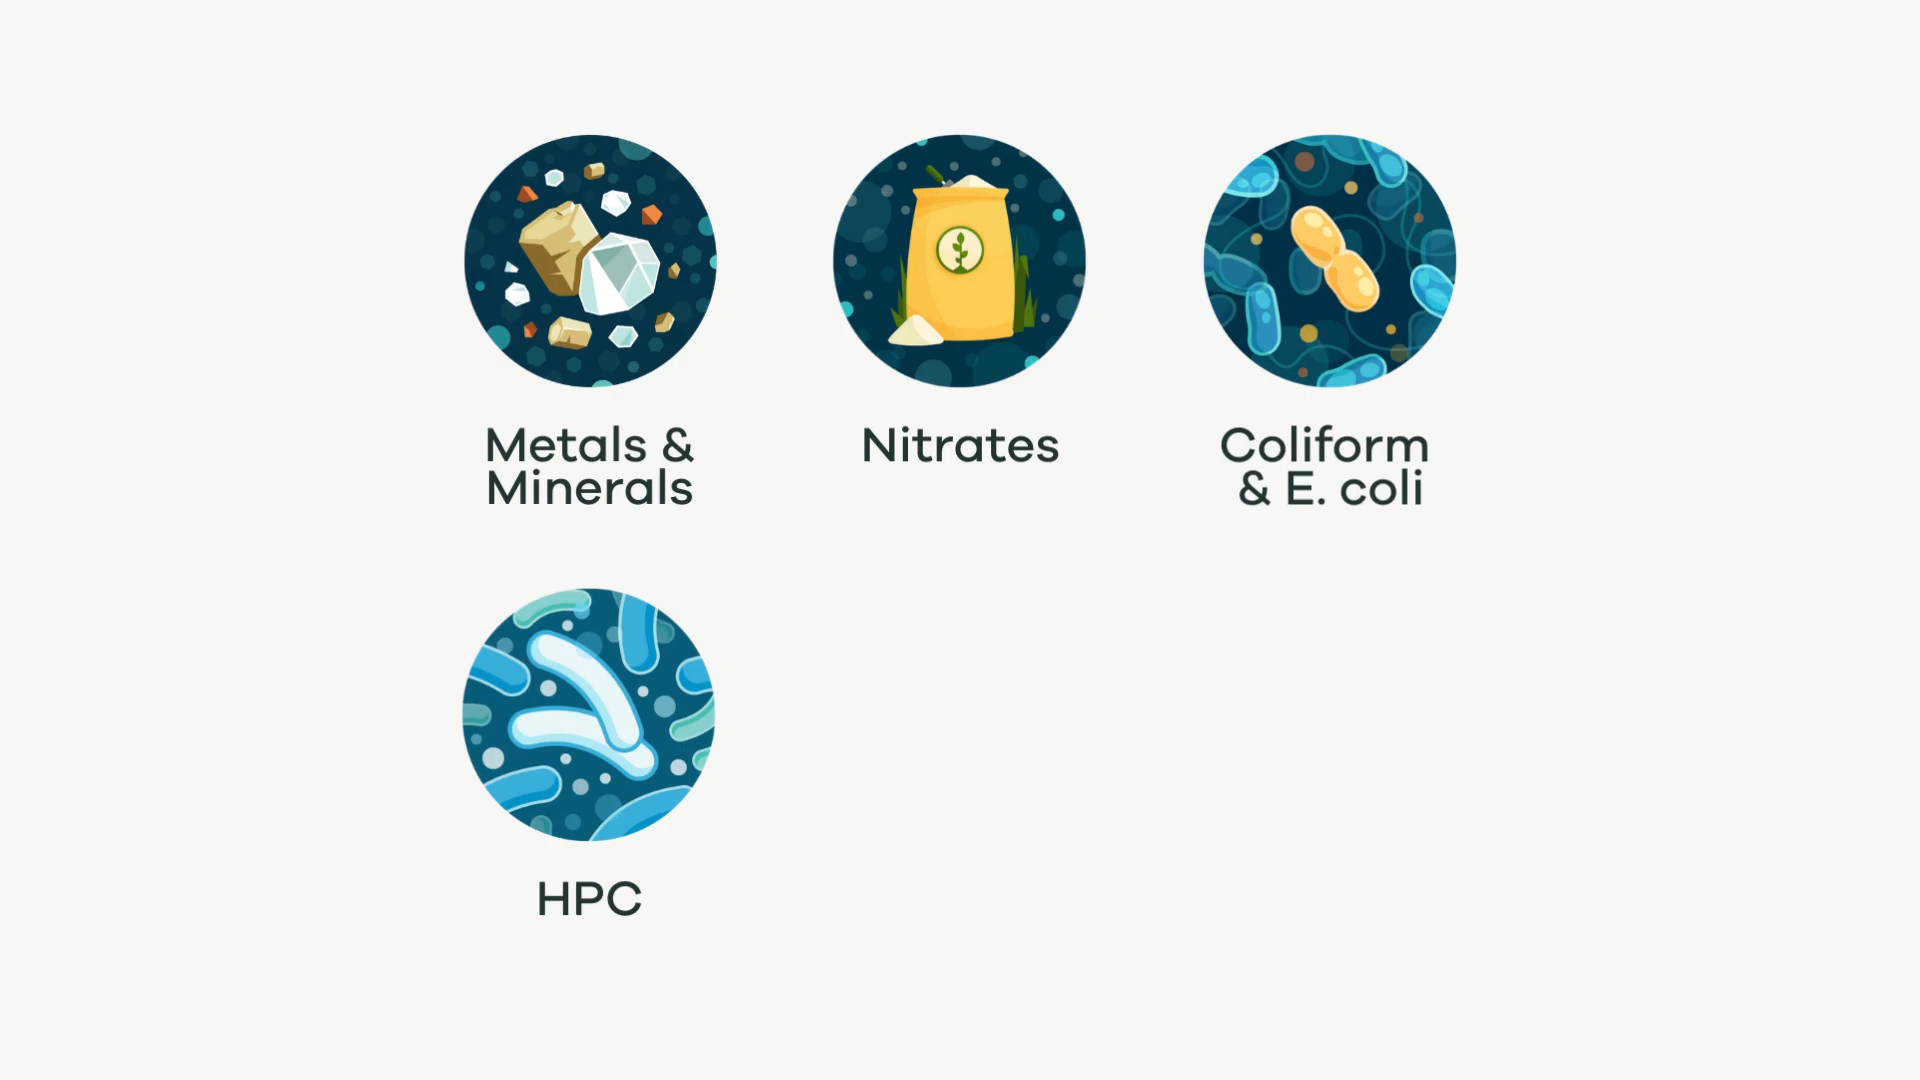 Metals &
Minerals
Nitrates
Coliform
& E. coli
HPC